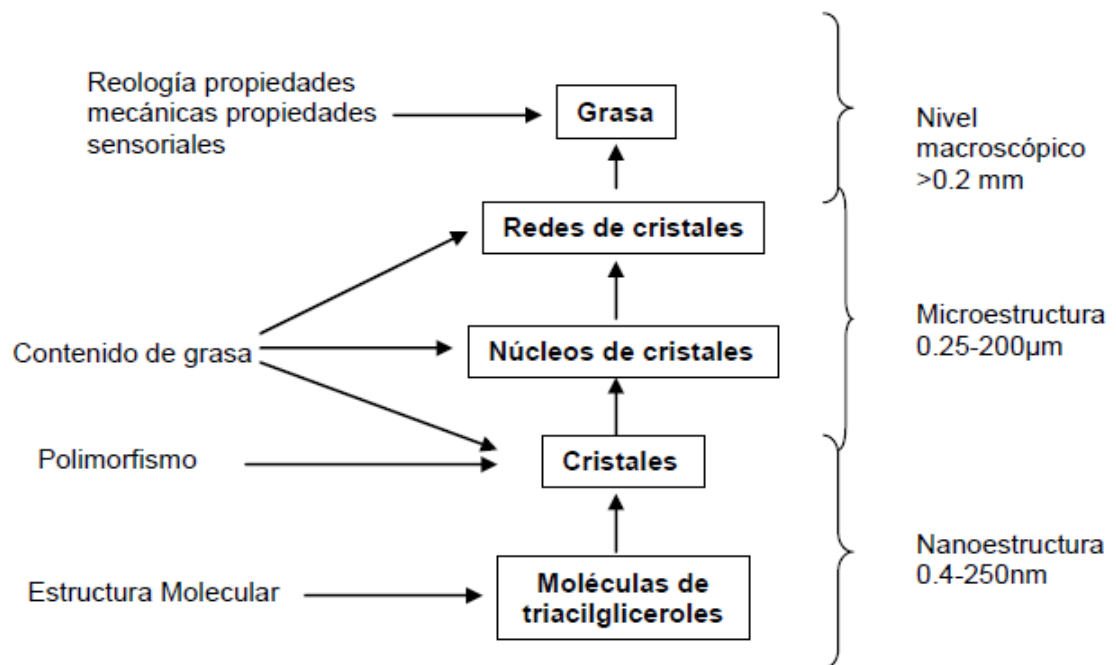 Reología propiedades
mecánicas propiedades
sensoriales
Grasa
Nivel
macroscópico
>0.2 mm
Redes de cristales
Contenido de grasa
Núcleos de cristales
Microestructura
0.25-200µm
Polimorfismo
Cristales
Nanoestructura
0.4-250nm
Estructura Molecular
Moléculas de
triacilgliceroles